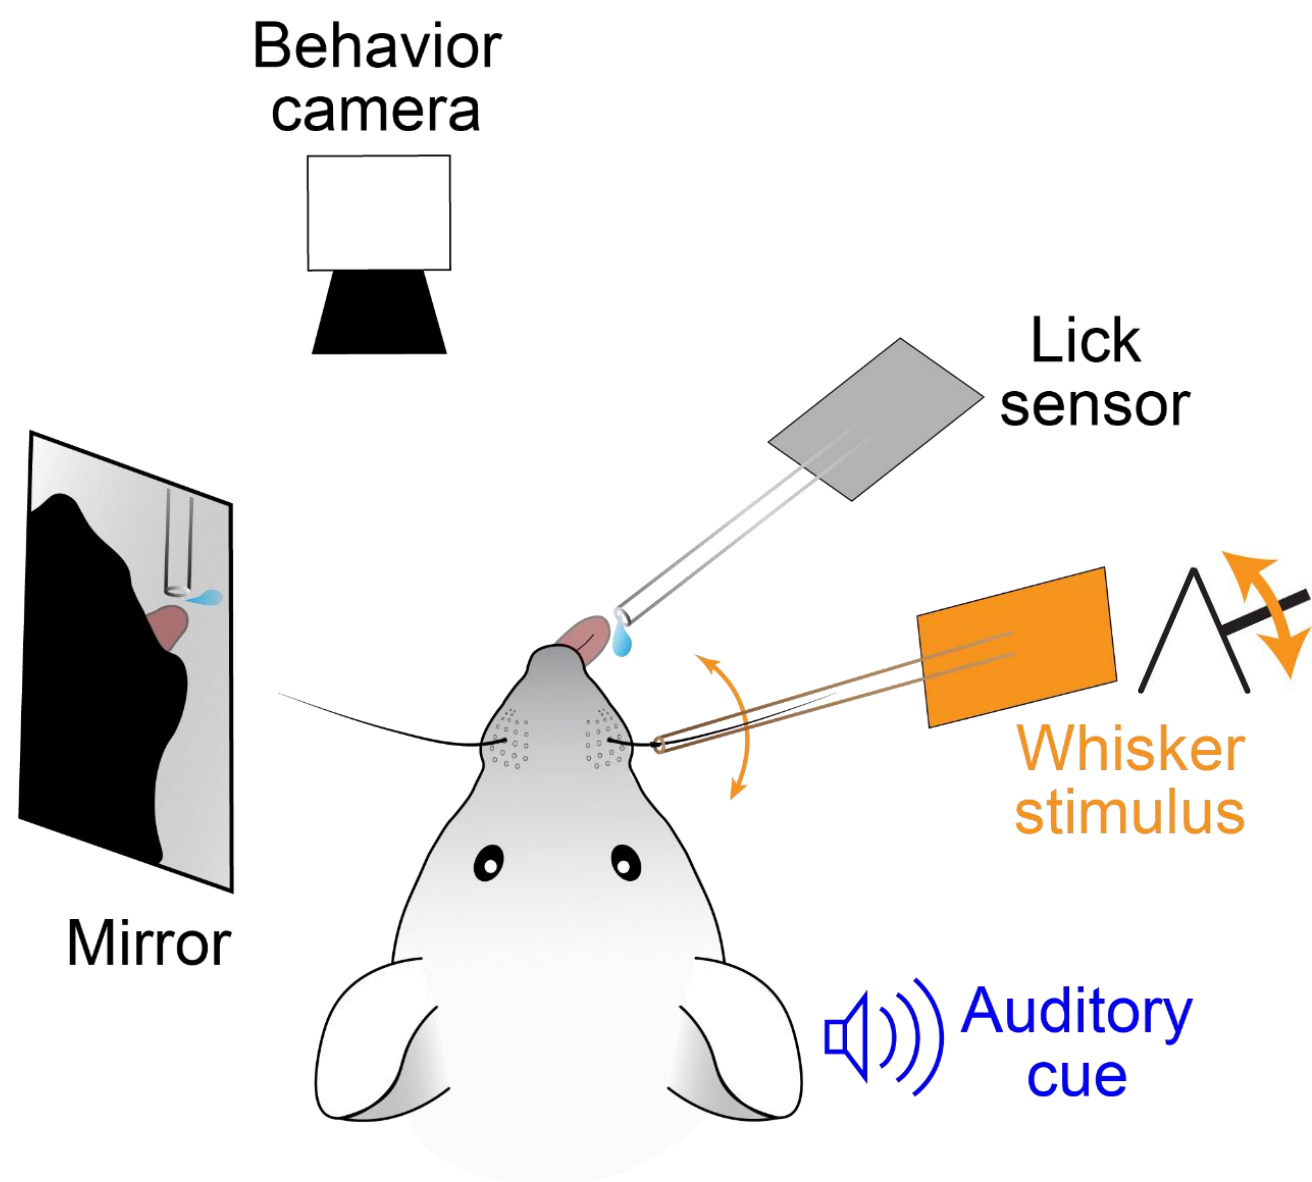 Behavior
camera
Lick
sensor
Whisker
stimulus
Mirror
Auditory
cue